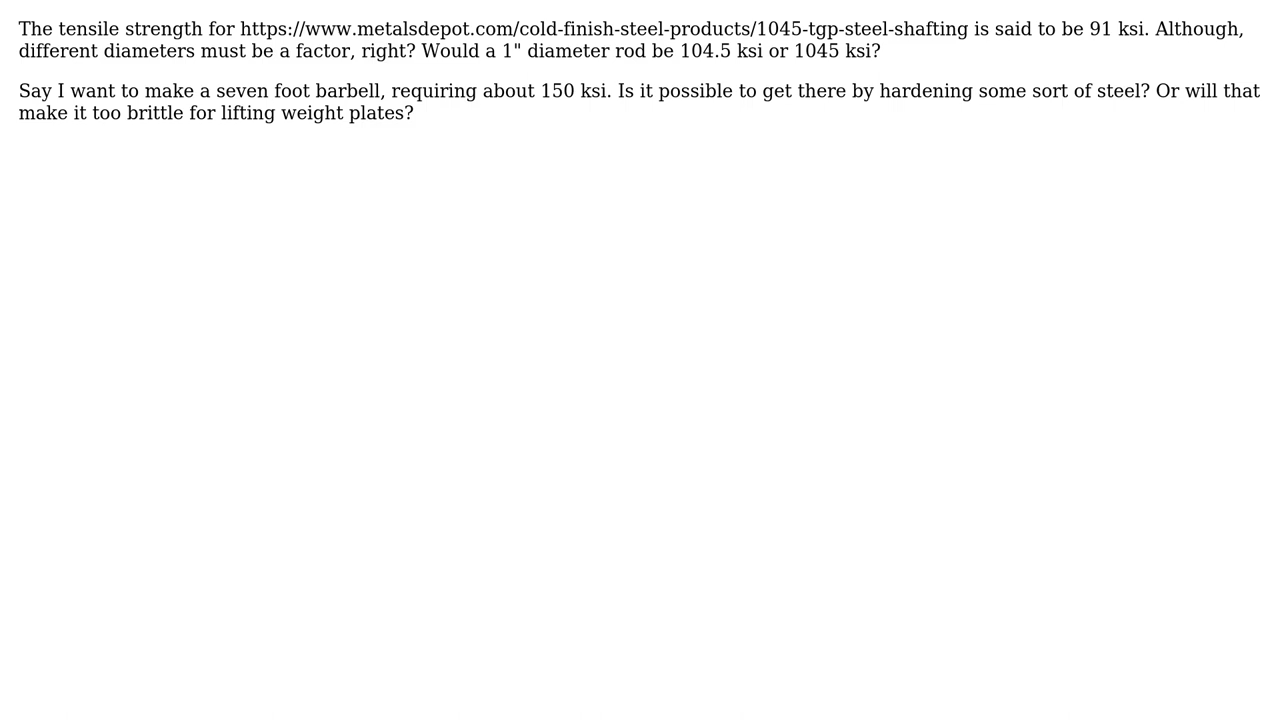 The tensile strength for https://www.metalsdepot.com/cold-finish-steel-products/1045-tgp-steel-shafting is said to be 91 ksi. Although,
different diameters must be a factor, right? Would a 1" diameter rod be 104.5 ksi or 1045 ksi?
Say I want to make a seven foot barbell, requiring about 150 ksi. Is it possible to get there by hardening some sort of steel? Or will that
make it too brittle for lifting weight plates?